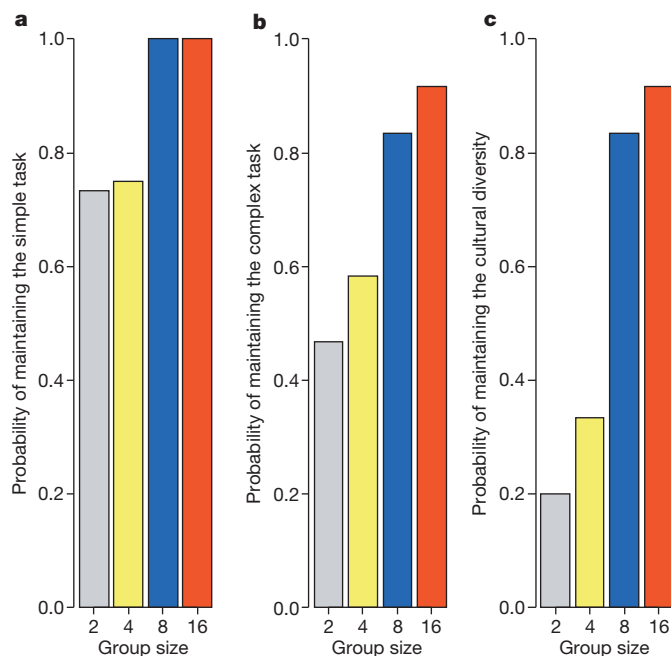 a
Probability of maintaining the simple task
1.0
0.8
0.6
0.4
0.2
0.0
2 4 8 16
Group size
b
Probability of maintaining the complex task
1.0
0.8
0.6
0.4
0.2
0.0
2 4 8 16
Group size
c
Probability of maintaining the cultural diversity
1.0
0.8
0.6
0.4
0.2
0.0
2 4 8 16
Group size